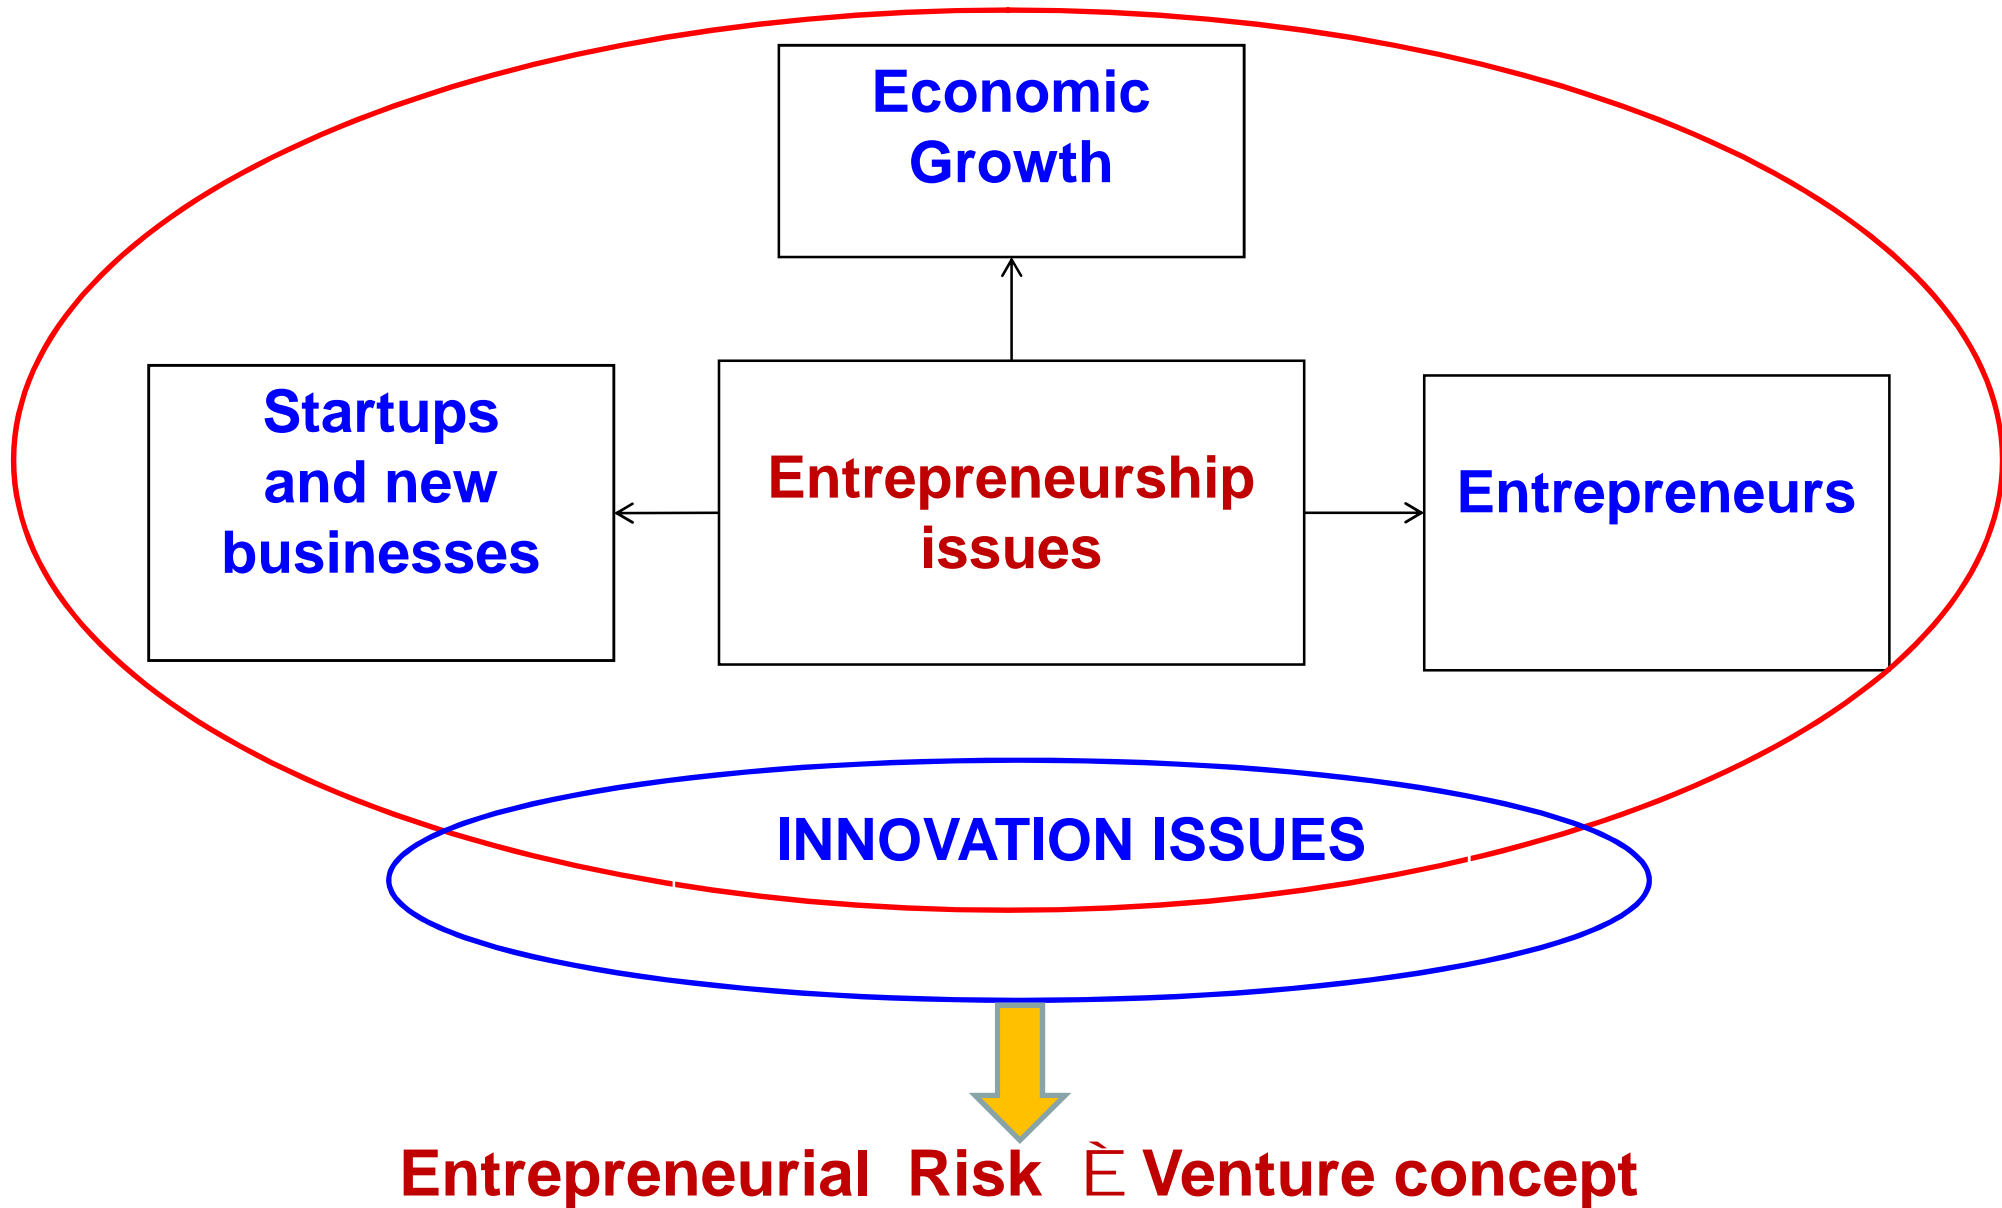 Economic
Growth
Startups
and new
businesses
Entrepreneurship
issues
Entrepreneurs
INNOVATION ISSUES
Entrepreneurial Risk È Venture concept